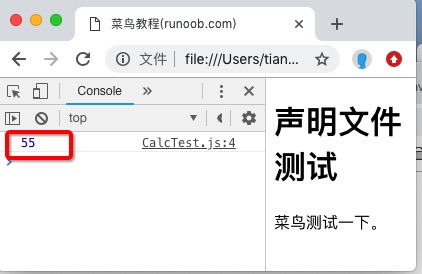 菜鸟教程(runoob.com)
文件
file:///Users/tian
Console
top
55
CalcTest.js:4
声明文件
测试
菜鸟测试一下。